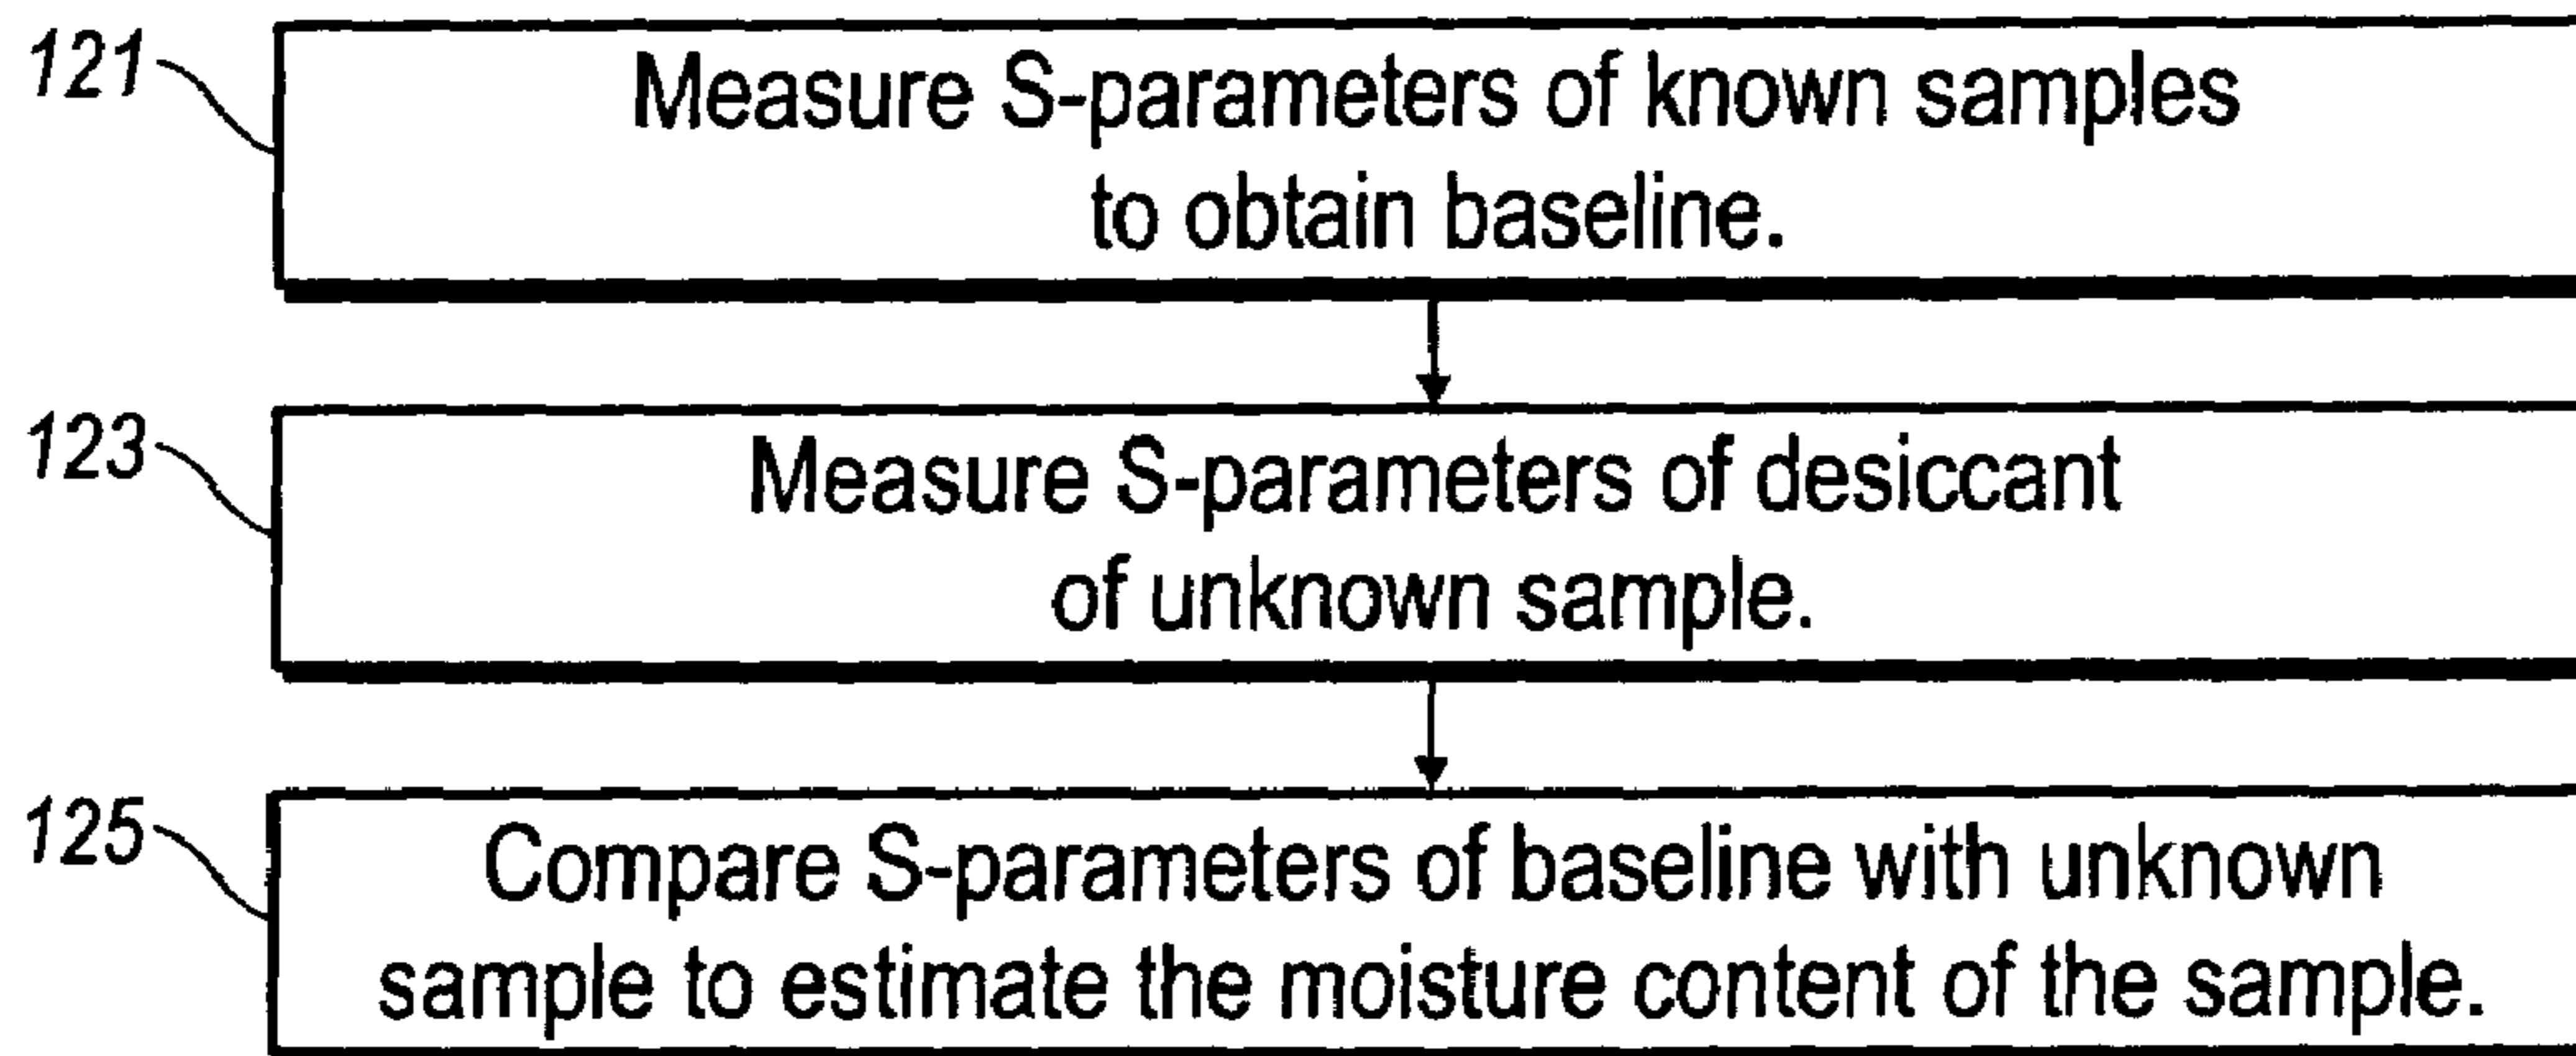 121
Measure S-parameters of known samples
to obtain baseline.
123
Measure S-parameters of desiccant
of unknown sample.
125
Compare S-parameters of baseline with unknown
sample to estimate the moisture content of the sample.